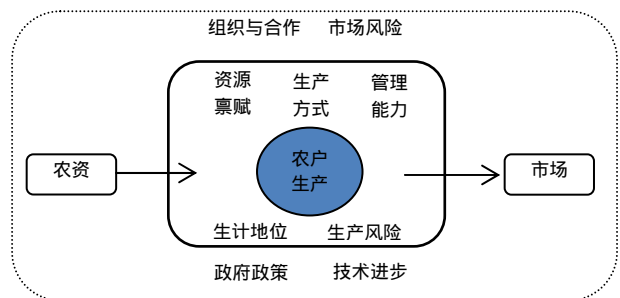 组织与合作 市场风险
资源 生产 管理
禀赋 方式 能力
农户
生产
农资
市场
生计地位 生产风险
政府政策 技术进步